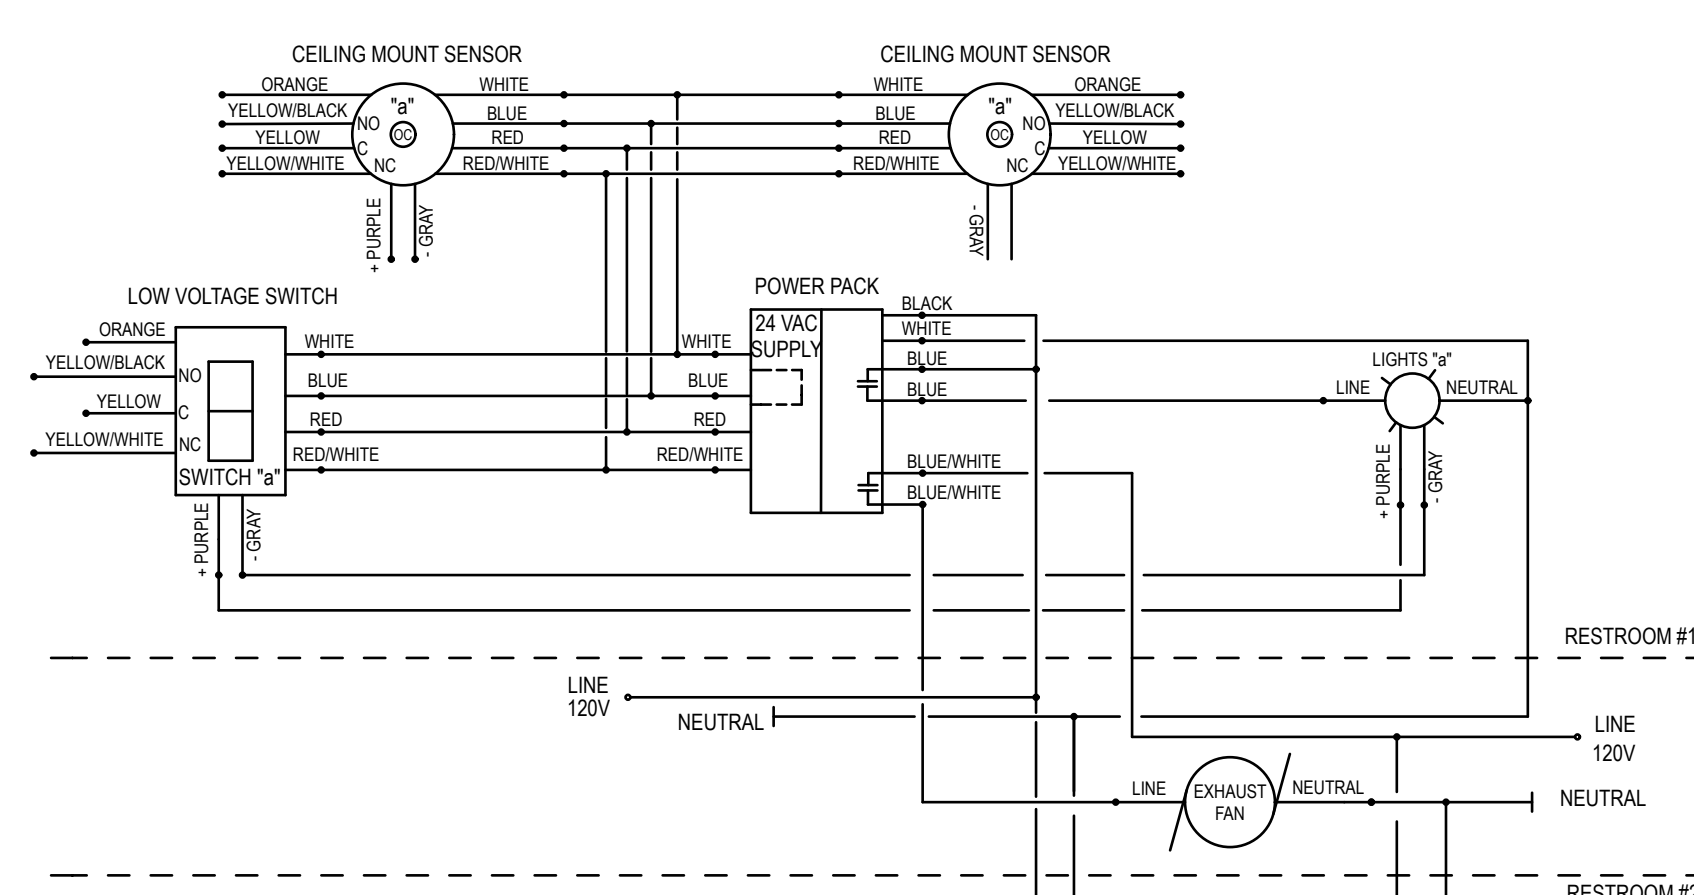 CEILING MOUNT SENSOR
CEILING MOUNT SENSOR
ORANGE
WHITE
WHITE
ORANGE
YELLOW/BLACK
"a"
BLUE
BLUE
"a"
YELLOW/BLACK
NO
NO
YELLOW
OC
RED
RED
OC
YELLOW
C
C
YELLOW/WHITE
NC
RED/WHITE
RED/WHITE
NC
YELLOW/WHITE
+ PURPLE
- GRAY
- GRAY
LOW VOLTAGE SWITCH
POWER PACK
ORANGE
WHITE
WHITE
24 VAC
SUPPLY
BLACK
WHITE
YELLOW/BLACK
NO
BLUE
BLUE
BLUE
BLUE
LIGHTS "a"
LINE
NEUTRAL
YELLOW
C
RED
RED
YELLOW/WHITE
NC
RED/WHITE
RED/WHITE
BLUE/WHITE
BLUE/WHITE
SWITCH "a"
+ PURPLE
- GRAY
+ PURPLE
- GRAY
RESTROOM #1
LINE
120V
NEUTRAL
LINE
120V
LINE
EXHAUST
FAN
NEUTRAL
NEUTRAL
RESTROOM #2